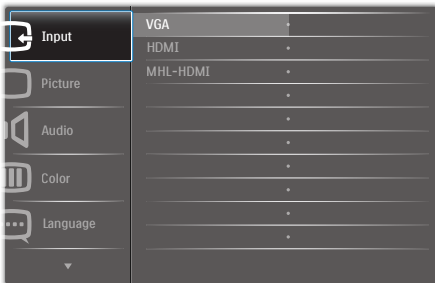 Input
Picture
Audio
Color
Language
VGA
HDMI
MHL-HDMI